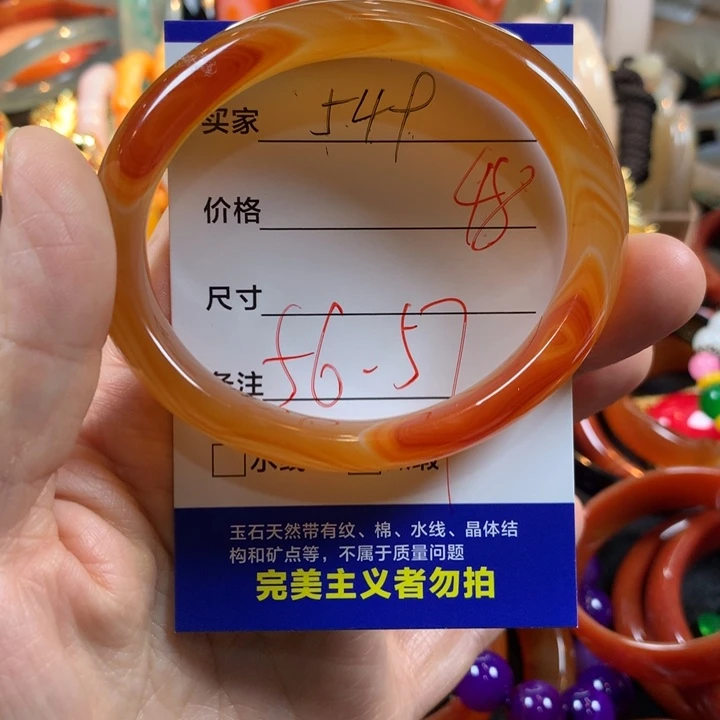 买家 549
价格 48
尺寸
56-57
备注
玉石天然带有纹、棉、水线、晶体结
构和矿点等，不属于质量问题
完美主义者勿拍